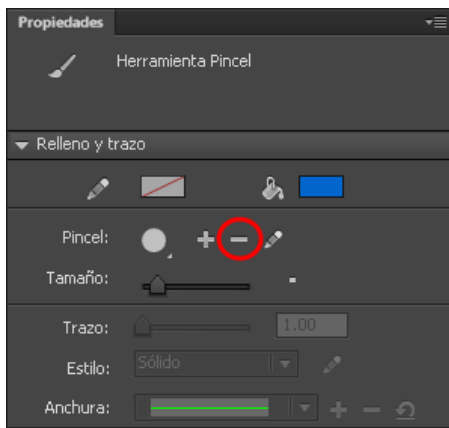 Propiedades
Herramienta Pincel
Relleno y trazo
Pincel:
Tamaño:
Trazo: 1.00
Estilo: Sólido
Anchura: